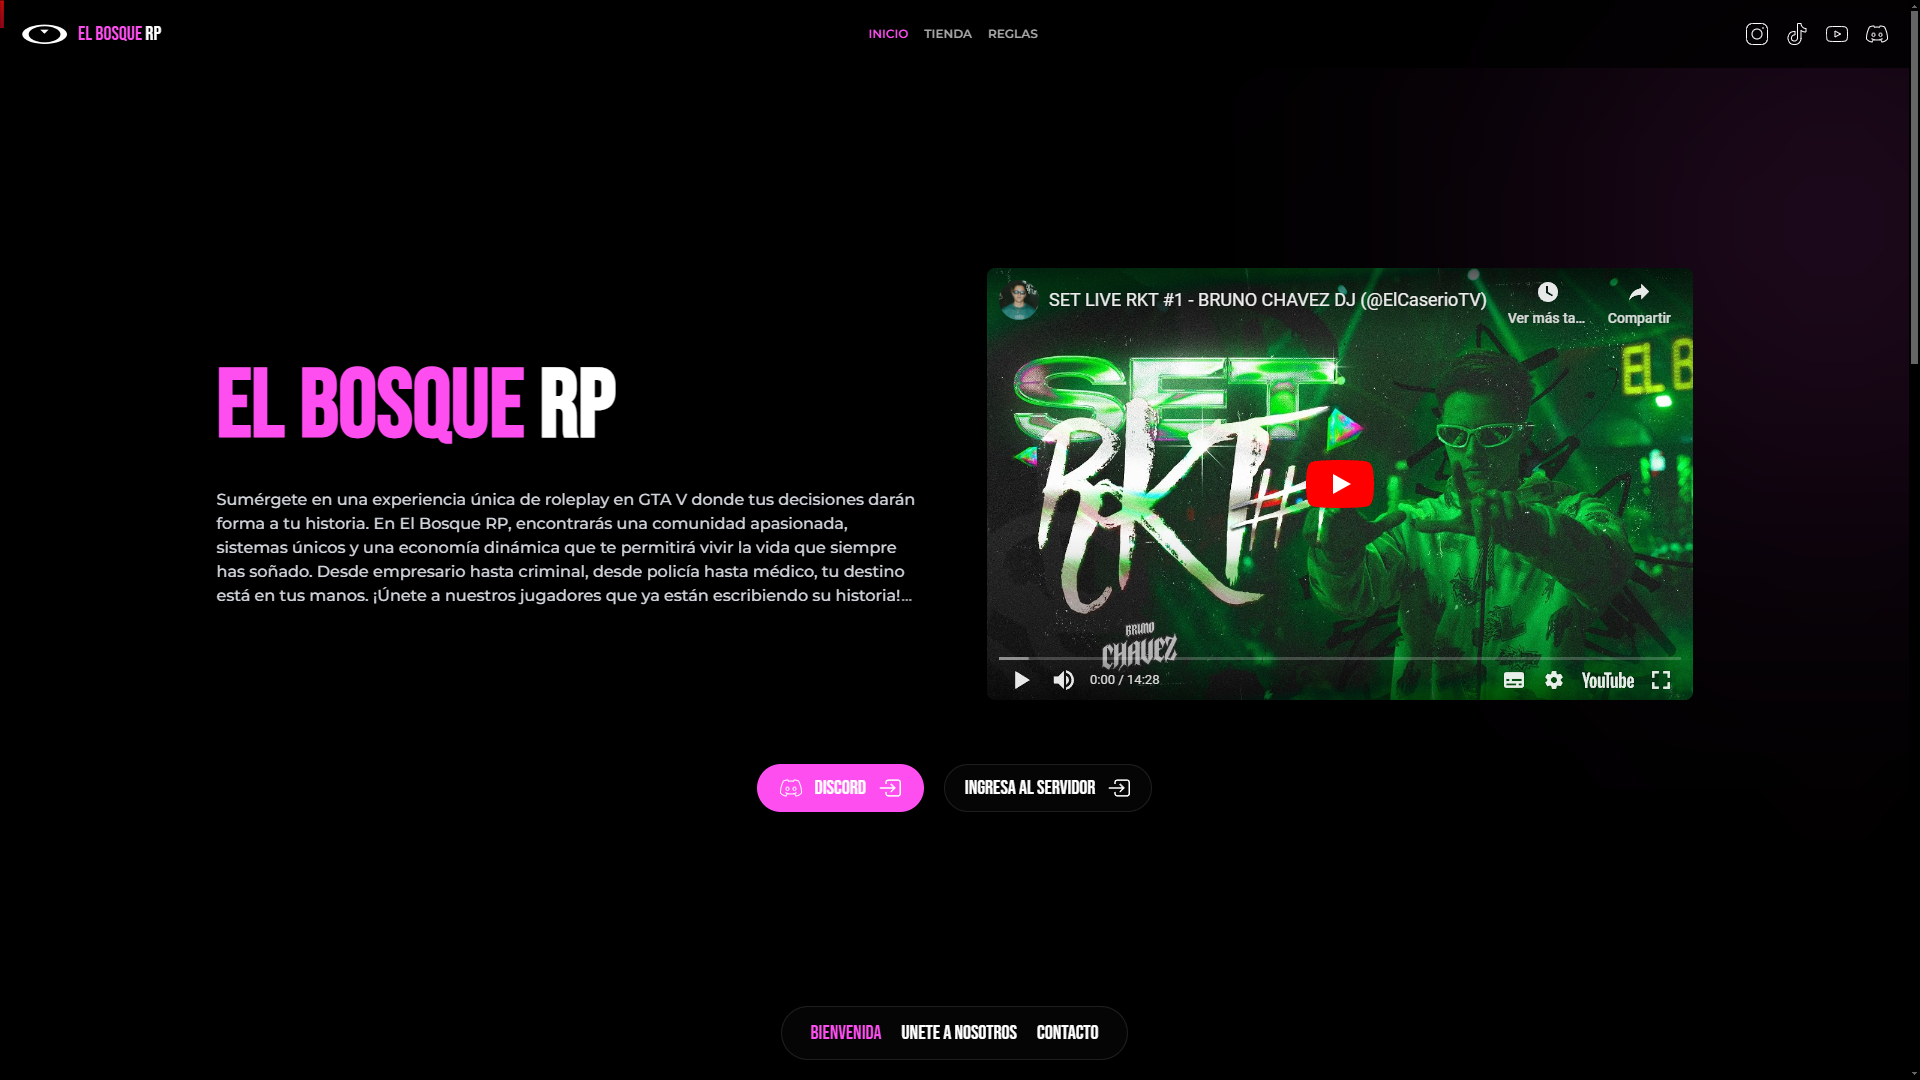 EL BOSQUE RP
INICIO
TIENDA
REGLAS
EL BOSQUE RP
Sumérgete en una experiencia única de roleplay en GTA V donde tus decisiones darán
forma a tu historia. En El Bosque RP, encontrarás una comunidad apasionada,
sistemas únicos y una economía dinámica que te permitirá vivir la vida que siempre
has soñado. Desde empresario hasta criminal, desde policía hasta médico, tu destino
está en tus manos. ¡Únete a nuestros jugadores que ya están escribiendo su historia!...
SET LIVE RKT #1 - BRUNO CHAVEZ DJ (@ElCaserioTV)
Ver más ta...
Compartir
SET
RKT #1
EL B
BRUNO
CHAVEZ
0:00 / 14:28
YouTube
DISCORD
INGRESA AL SERVIDOR
BIENVENIDA
UNETE A NOSOTROS
CONTACTO